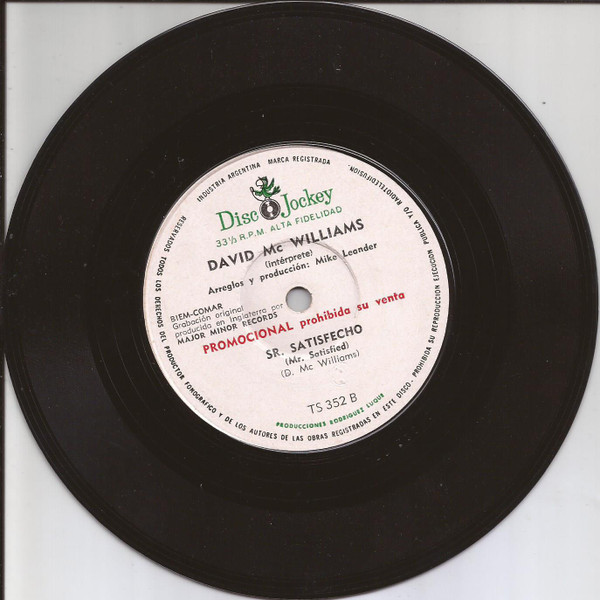 INDUSTRIA ARGENTINA MARCA REGISTRADA
Disc Jockey
33⅓ R.P.M. ALTA FIDELIDAD
DAVID Mc WILLIAMS
(intérprete)
Arreglos y producción: Mike Leander
BIEM-COMAR
Grabación original
producida en Inglaterra por
MAJOR MINOR RECORDS
PROMOCIONAL prohibida su venta
SR. SATISFECHO
(Mr. Satisfied)
(D. Mc Williams)
TS 352 B
PRODUCCIONES RODRIGUEZ LUQUE
RESERVADOS TODOS LOS DERECHOS DEL PRODUCTOR FONOGRAFICO Y DE LOS AUTORES DE LAS OBRAS REGISTRADAS EN ESTE DISCO. PROHIBIDA SU REPRODUCCION EJECUCION PUBLICA Y/O RADIOTELEDIFUSION.